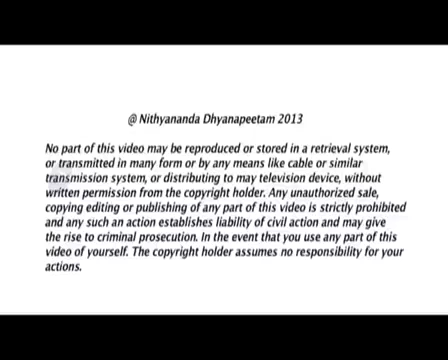 @ Nithyananda Dhyanapeetam 2013
No part of this video may be reproduced or stored in a retrieval system,
or transmitted in many form or by any means like cable or similar
transmission system, or distributing to may television device, without
written permission from the copyright holder. Any unauthorized sale,
copying editing or publishing of any part of this video is strictly prohibited
and any such an action establishes liability of civil action and may give
the rise to criminal prosecution. In the event that you use any part of this
video of yourself. The copyright holder assumes no responsibility for your
actions.